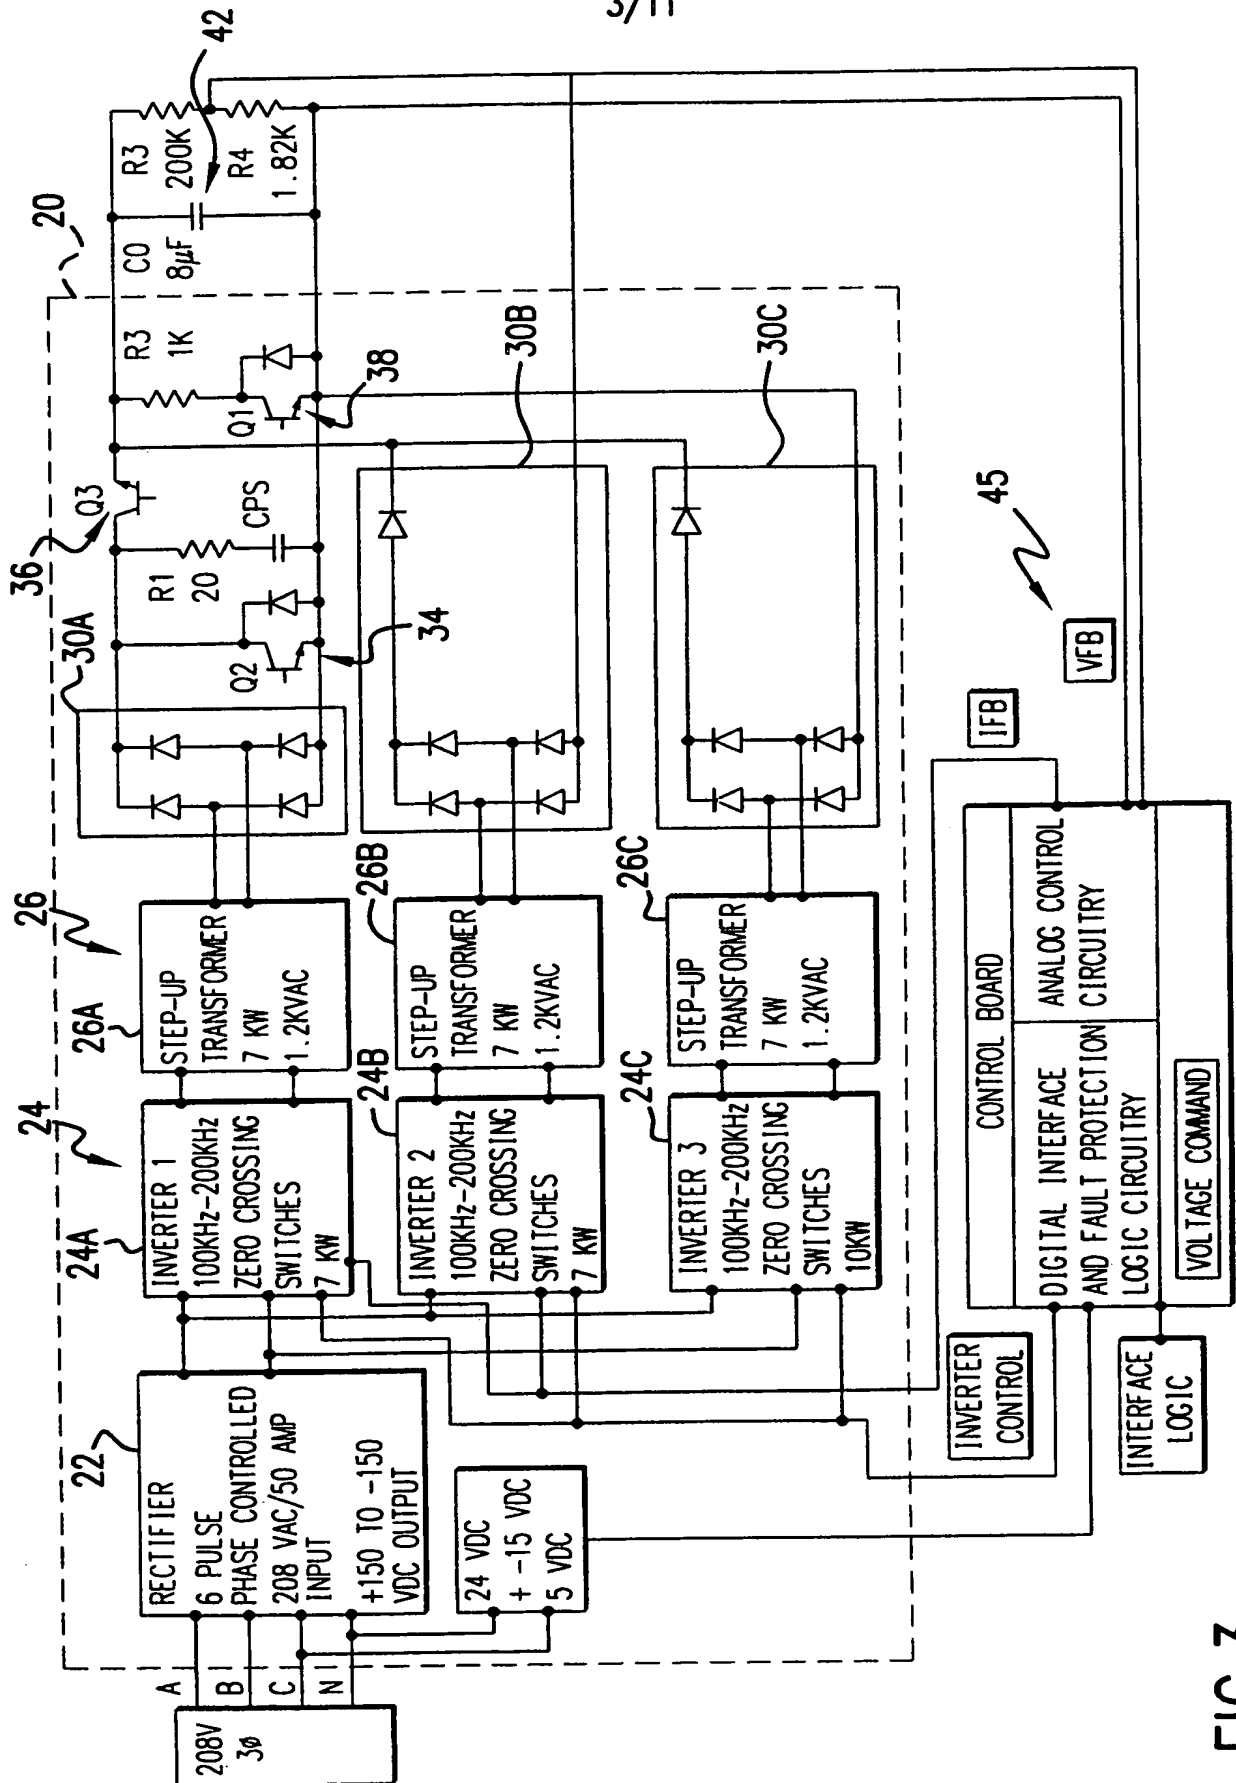 3/11
208V
3ø
A
B
C
N
22
RECTIFIER
6 PULSE
PHASE CONTROLLED
208 VAC/50 AMP
INPUT
+150 TO -150
VDC OUTPUT
24 VDC
+ -15 VDC
5 VDC
24
24A
INVERTER 1
100KHz-200KHz
ZERO CROSSING
SWITCHES
7 KW
24B
INVERTER 2
100KHz-200KHz
ZERO CROSSING
SWITCHES
7 KW
24C
INVERTER 3
100KHz-200KHz
ZERO CROSSING
SWITCHES
10KW
26
26A
STEP-UP
TRANSFORMER
7 KW
1.2KVAC
26B
STEP-UP
TRANSFORMER
7 KW
1.2KVAC
26C
STEP-UP
TRANSFORMER
7 KW
1.2KVAC
30A
30B
30C
36
Q2
34
R1
20
CPS
Q3
Q1
38
R3
1K
20
C0
8µF
R3
200K
R4
1.82K
42
45
IFB
VFB
CONTROL BOARD
DIGITAL INTERFACE
AND FAULT PROTECTION
LOGIC CIRCUITRY
ANALOG CONTROL
CIRCUITRY
VOLTAGE COMMAND
INVERTER
CONTROL
INTERFACE
LOGIC
FIG. 3